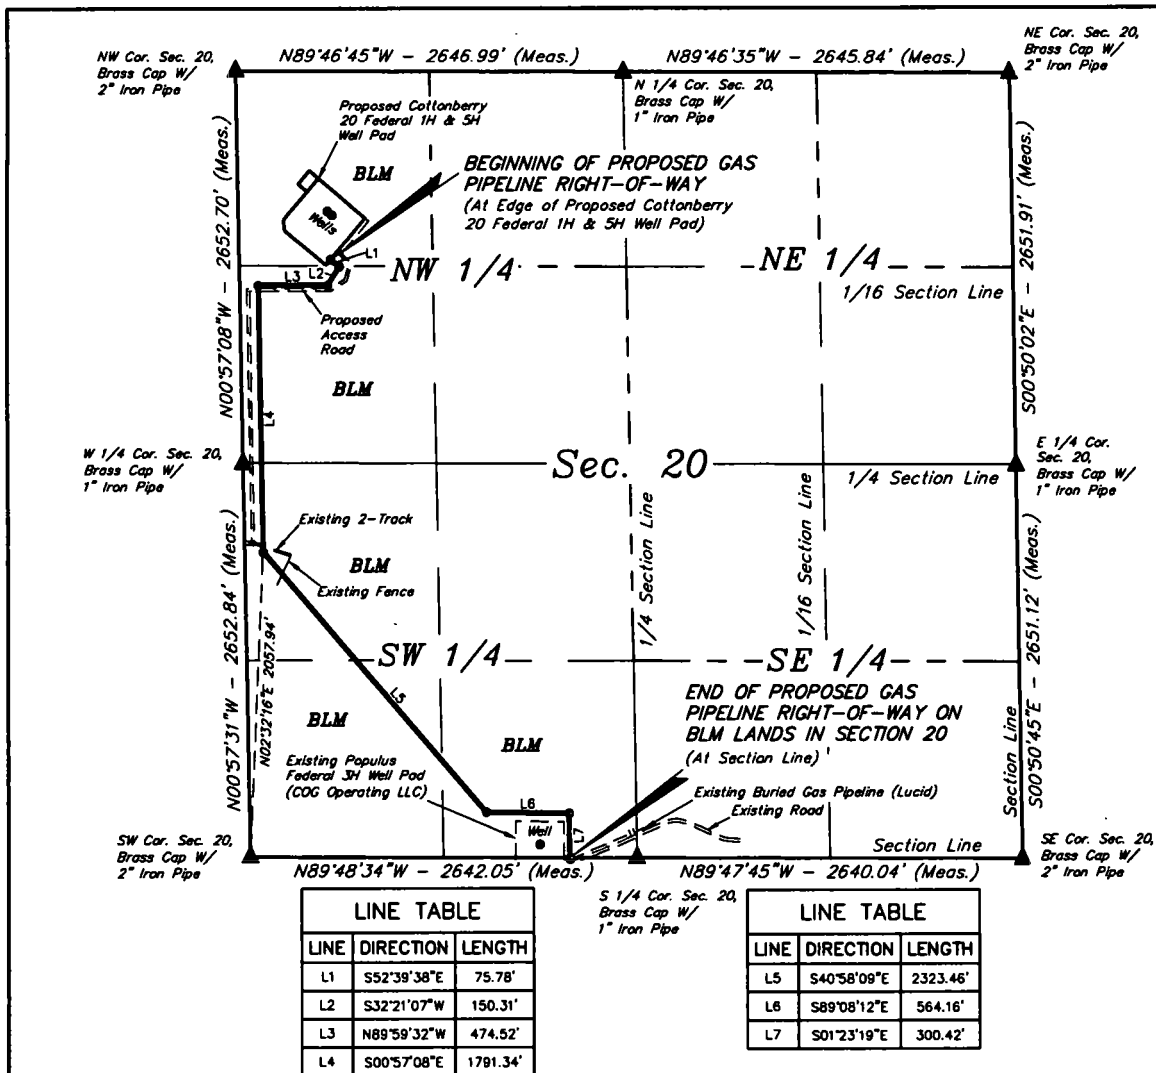 N89°46'45"W - 2646.99' (Meas.)
N89°46'35"W - 2645.84' (Meas.)
NW Cor. Sec. 20,
Brass Cap W/
2" Iron Pipe
NE Cor. Sec. 20,
Brass Cap W/
2" Iron Pipe
N 1/4 Cor. Sec. 20,
Brass Cap W/
1" Iron Pipe
Proposed Cottonberry
20 Federal 1H & 5H
Well Pad
BLM
BEGINNING OF PROPOSED GAS
PIPELINE RIGHT-OF-WAY
(At Edge of Proposed Cottonberry
20 Federal 1H & 5H Well Pad)
Wells
L1
L2
L3
NW 1/4
NE 1/4
1/16 Section Line
N00°57'08"W - 2652.70' (Meas.)
S00°50'02"E - 2651.91' (Meas.)
Proposed
Access
Road
BLM
L4
W 1/4 Cor. Sec. 20,
Brass Cap W/
1" Iron Pipe
Sec. 20
1/4 Section Line
E 1/4 Cor.
Sec. 20,
Brass Cap W/
1" Iron Pipe
Existing 2-Track
BLM
Existing Fence
1/4 Section Line
1/16 Section Line
N00°57'31"W - 2652.84' (Meas.)
N02°32'16"E 2057.94'
SW 1/4
SE 1/4
L5
S00°50'45"E - 2651.12' (Meas.)
Section Line
END OF PROPOSED GAS
PIPELINE RIGHT-OF-WAY ON
BLM LANDS IN SECTION 20
(At Section Line)
BLM
BLM
Existing Populus
Federal 3H Well Pad
(COG Operating LLC)
L6
Well
L7
Existing Buried Gas Pipeline (Lucid)
Existing Road
Section Line
SW Cor. Sec. 20,
Brass Cap W/
2" Iron Pipe
SE Cor. Sec. 20,
Brass Cap W/
2" Iron Pipe
N89°48'34"W - 2642.05' (Meas.)
N89°47'45"W - 2640.04' (Meas.)
S 1/4 Cor. Sec. 20,
Brass Cap W/
1" Iron Pipe
LINE TABLE
LINE DIRECTION LENGTH
L1 S52°39'38"E 75.78'
L2 S32°21'07"W 150.31'
L3 N89°59'32"W 474.52'
L4 S00°57'08"E 1791.34'
LINE TABLE
LINE DIRECTION LENGTH
L5 S40°58'09"E 2323.46'
L6 S89°08'12"E 564.16'
L7 S01°23'19"E 300.42'